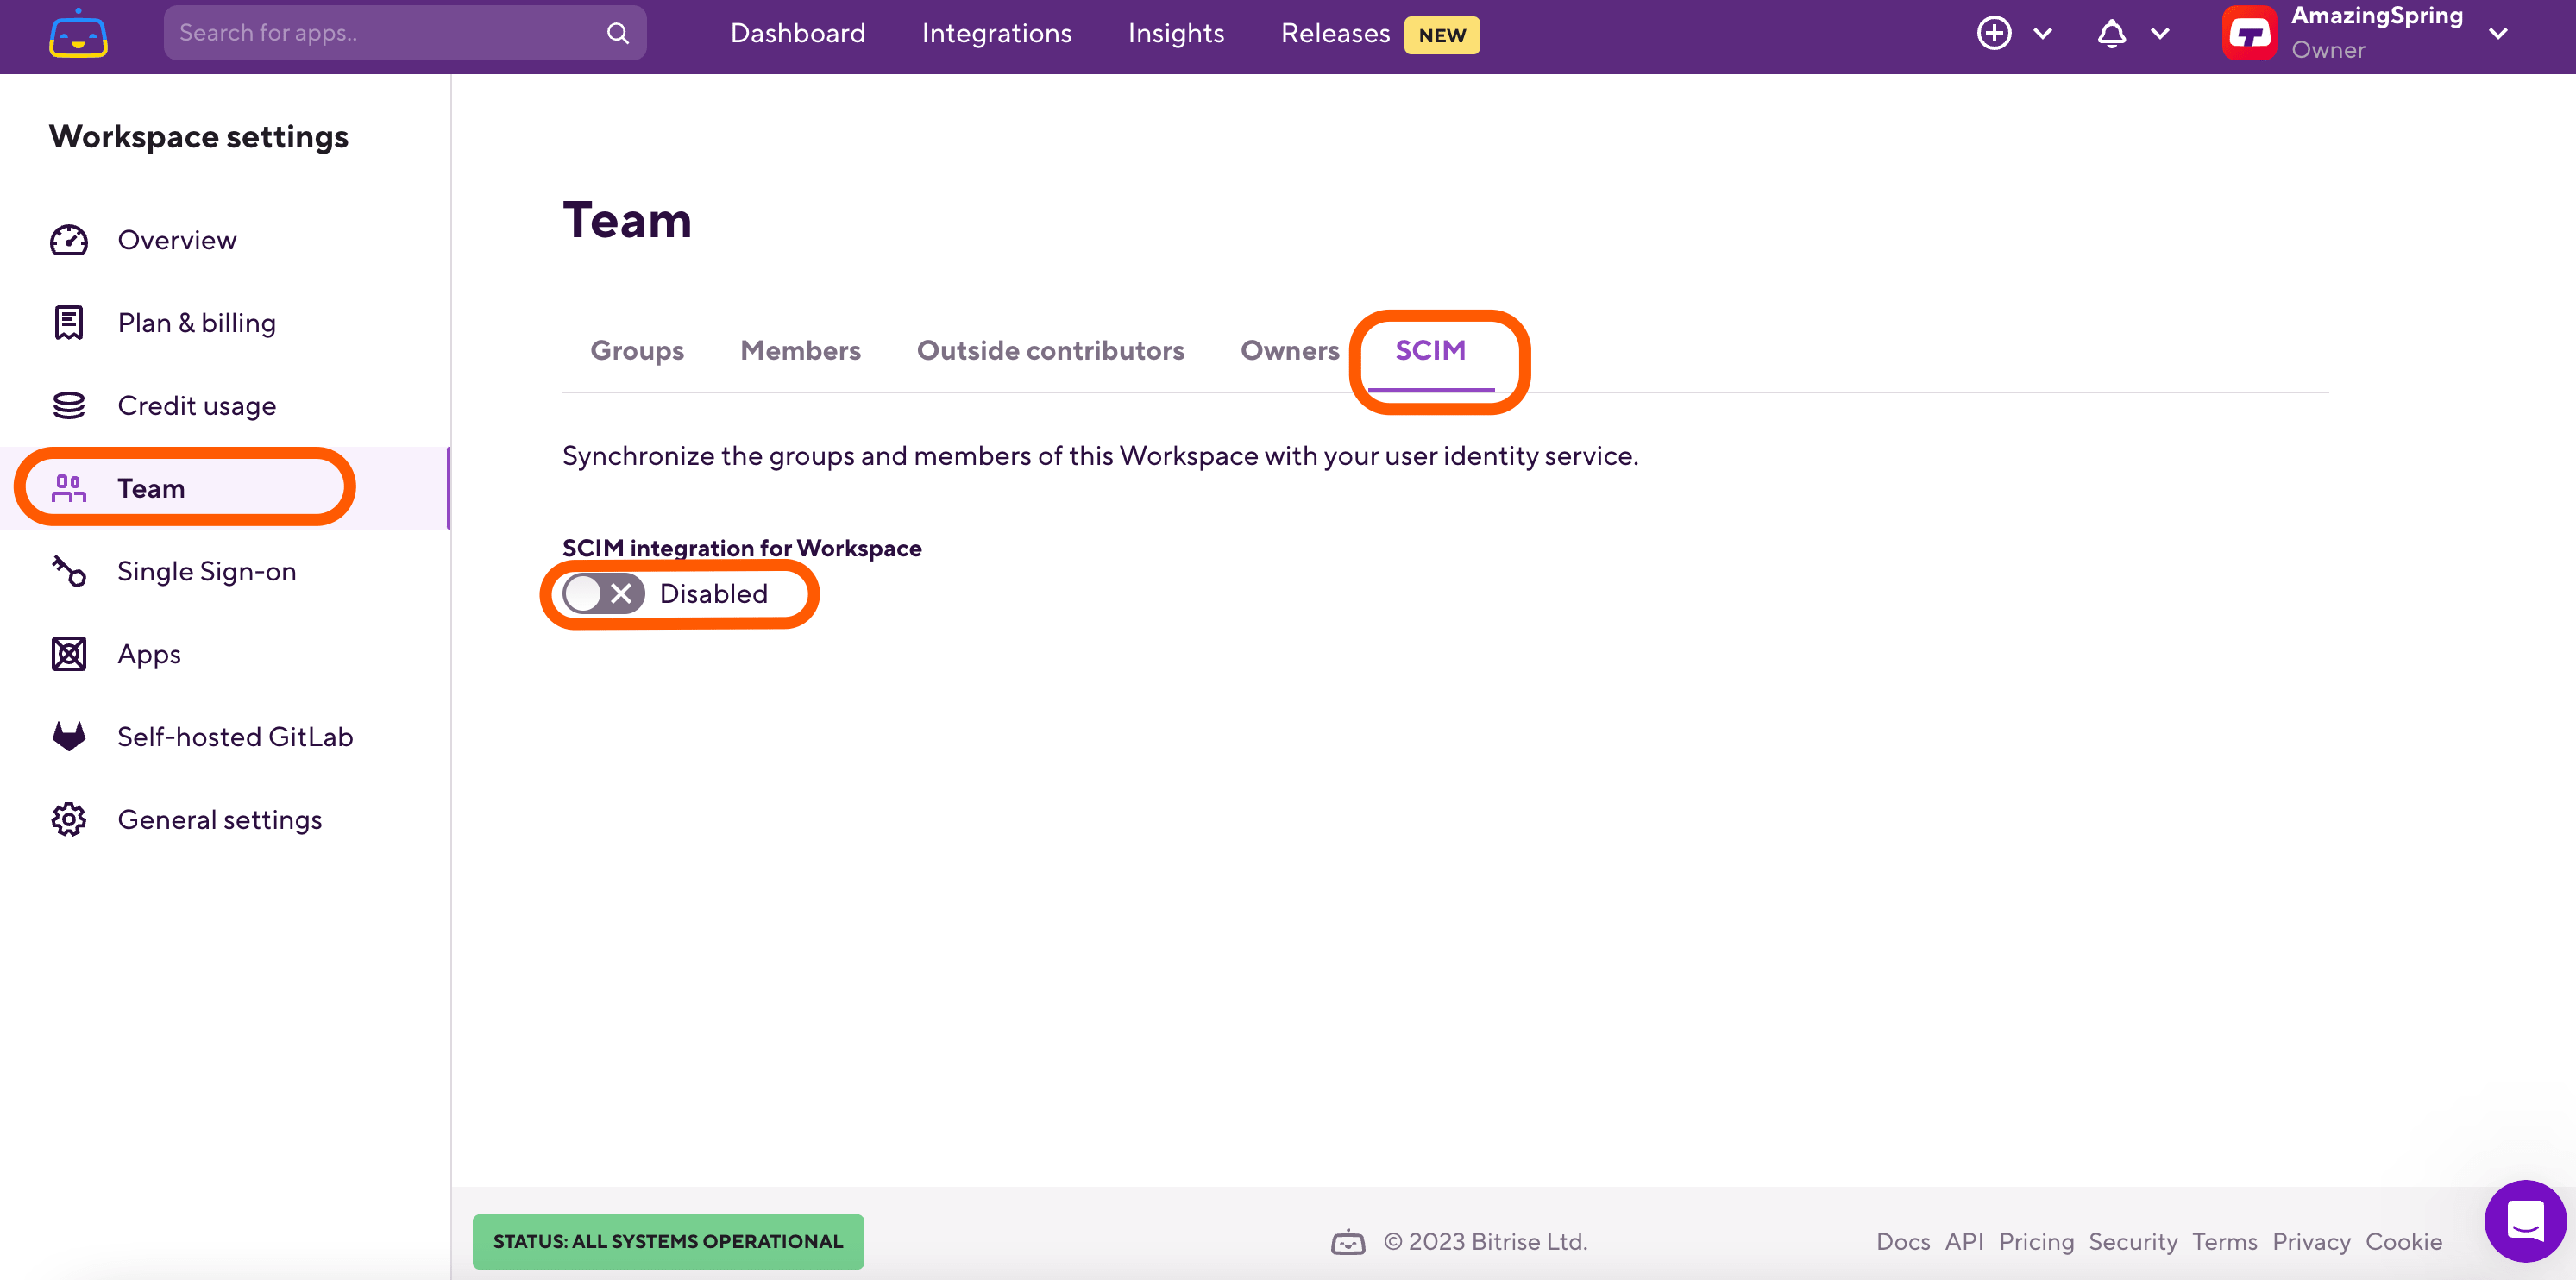 Search for apps..
Dashboard
Integrations
Insights
Releases NEW
AmazingSpring
Owner
Workspace settings
Overview
Plan & billing
Credit usage
Team
Single Sign-on
Apps
Self-hosted GitLab
General settings
Team
Groups Members Outside contributors Owners SCIM
Synchronize the groups and members of this Workspace with your user identity service.
SCIM integration for Workspace
Disabled
STATUS: ALL SYSTEMS OPERATIONAL
© 2023 Bitrise Ltd.
Docs API Pricing Security Terms Privacy Cookie